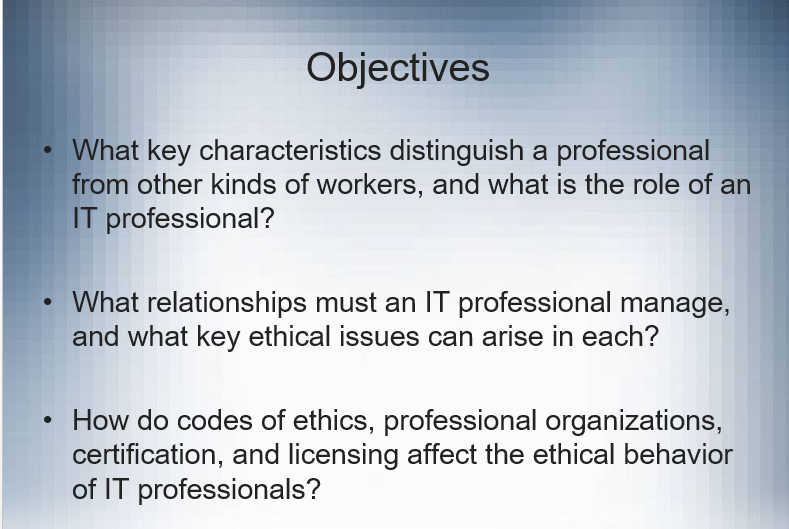 Objectives
• What key characteristics distinguish a professional
from other kinds of workers, and what is the role of an
IT professional?
• What relationships must an IT professional manage,
and what key ethical issues can arise in each?
• How do codes of ethics, professional organizations,
certification, and licensing affect the ethical behavior
of IT professionals?